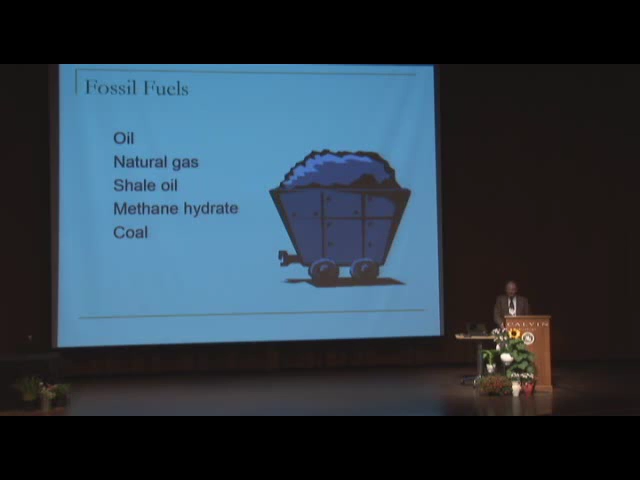 Fossil Fuels
Oil
Natural gas
Shale oil
Methane hydrate
Coal
CALVIN